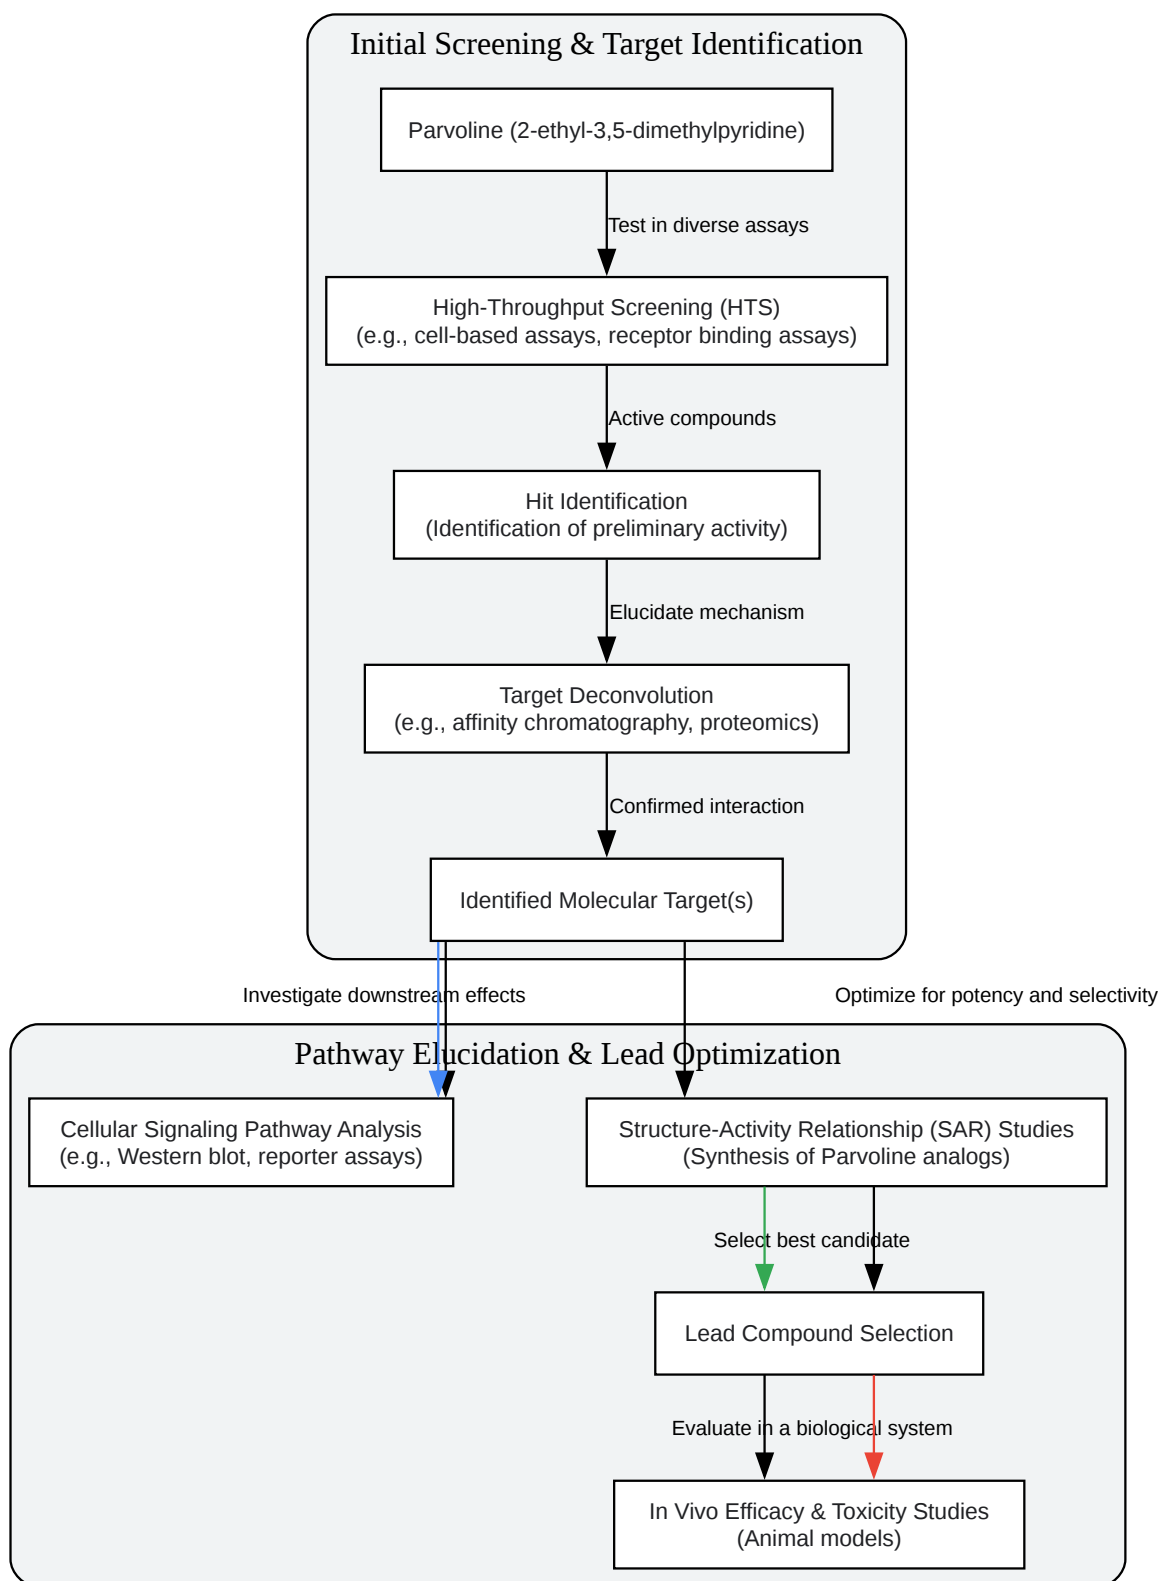 Initial Screening & Target Identification
Parvoline (2-ethyl-3,5-dimethylpyridine)
Test in diverse assays
High-Throughput Screening (HTS)
(e.g., cell-based assays, receptor binding assays)
Active compounds
Hit Identification
(Identification of preliminary activity)
Elucidate mechanism
Target Deconvolution
(e.g., affinity chromatography, proteomics)
Confirmed interaction
Identified Molecular Target(s)
Investigate downstream effects
Optimize for potency and selectivity
Pathway Elucidation & Lead Optimization
Cellular Signaling Pathway Analysis
(e.g., Western blot, reporter assays)
Structure-Activity Relationship (SAR) Studies
(Synthesis of Parvoline analogs)
Select best candidate
Lead Compound Selection
Evaluate in a biological system
In Vivo Efficacy & Toxicity Studies
(Animal models)